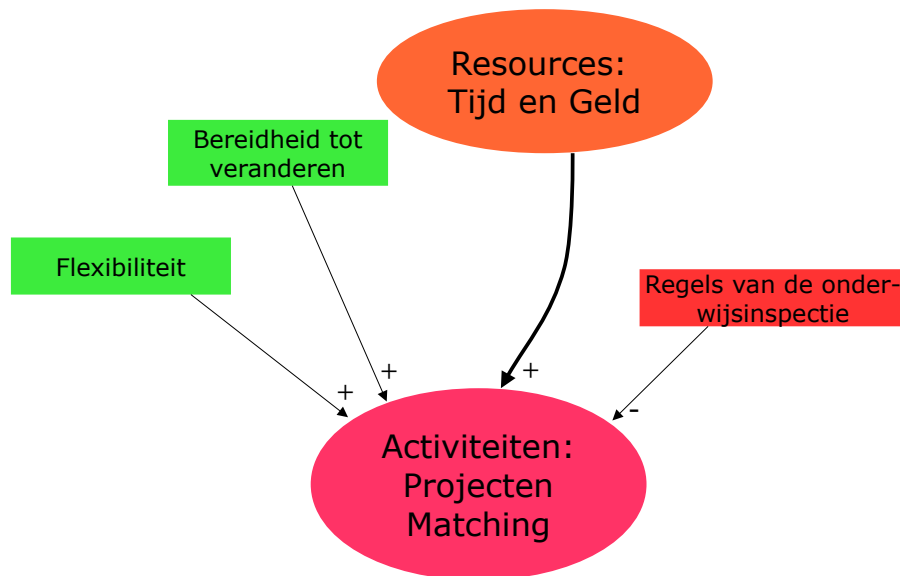 Resources:
Tijd en Geld
Bereidheid tot
veranderen
Flexibiliteit
Regels van de onder-
wijsinspectie
+
+
+
-
Activiteiten:
Projecten
Matching